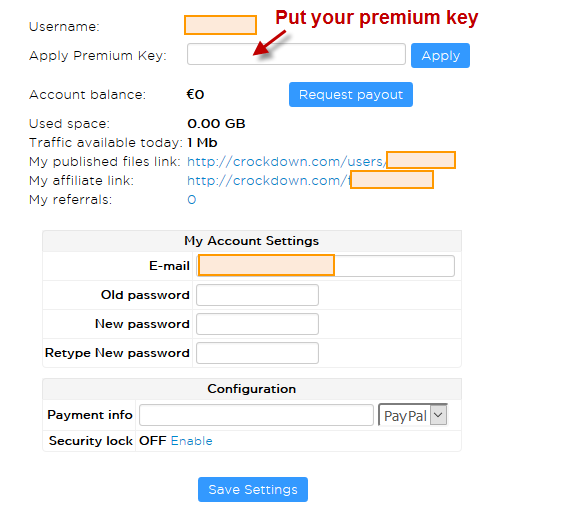 Put your premium key
Username:
Apply Premium Key: Apply
Account balance: €0 Request payout
Used space: 0.00 GB
Traffic available today: 1 Mb
My published files link: http://crockdown.com/users/
My affiliate link: http://crockdown.com/
My referrals: 0
My Account Settings
E-mail
Old password
New password
Retype New password
Configuration
Payment info PayPal
Security lock OFF Enable
Save Settings